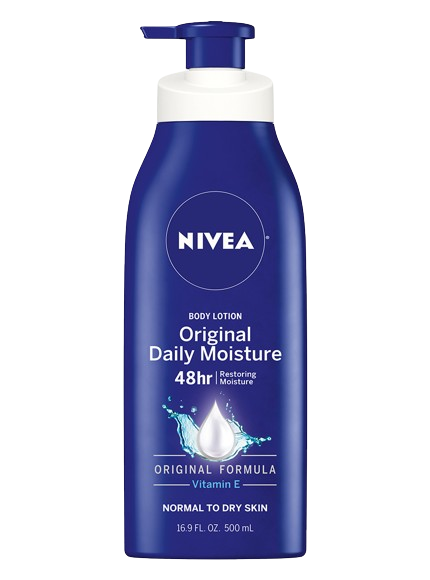 NIVEA®
BODY LOTION
Original
Daily Moisture
48hr | Restoring
Moisture
ORIGINAL FORMULA
Vitamin E
NORMAL TO DRY SKIN
16.9 FL. OZ. 500 mL